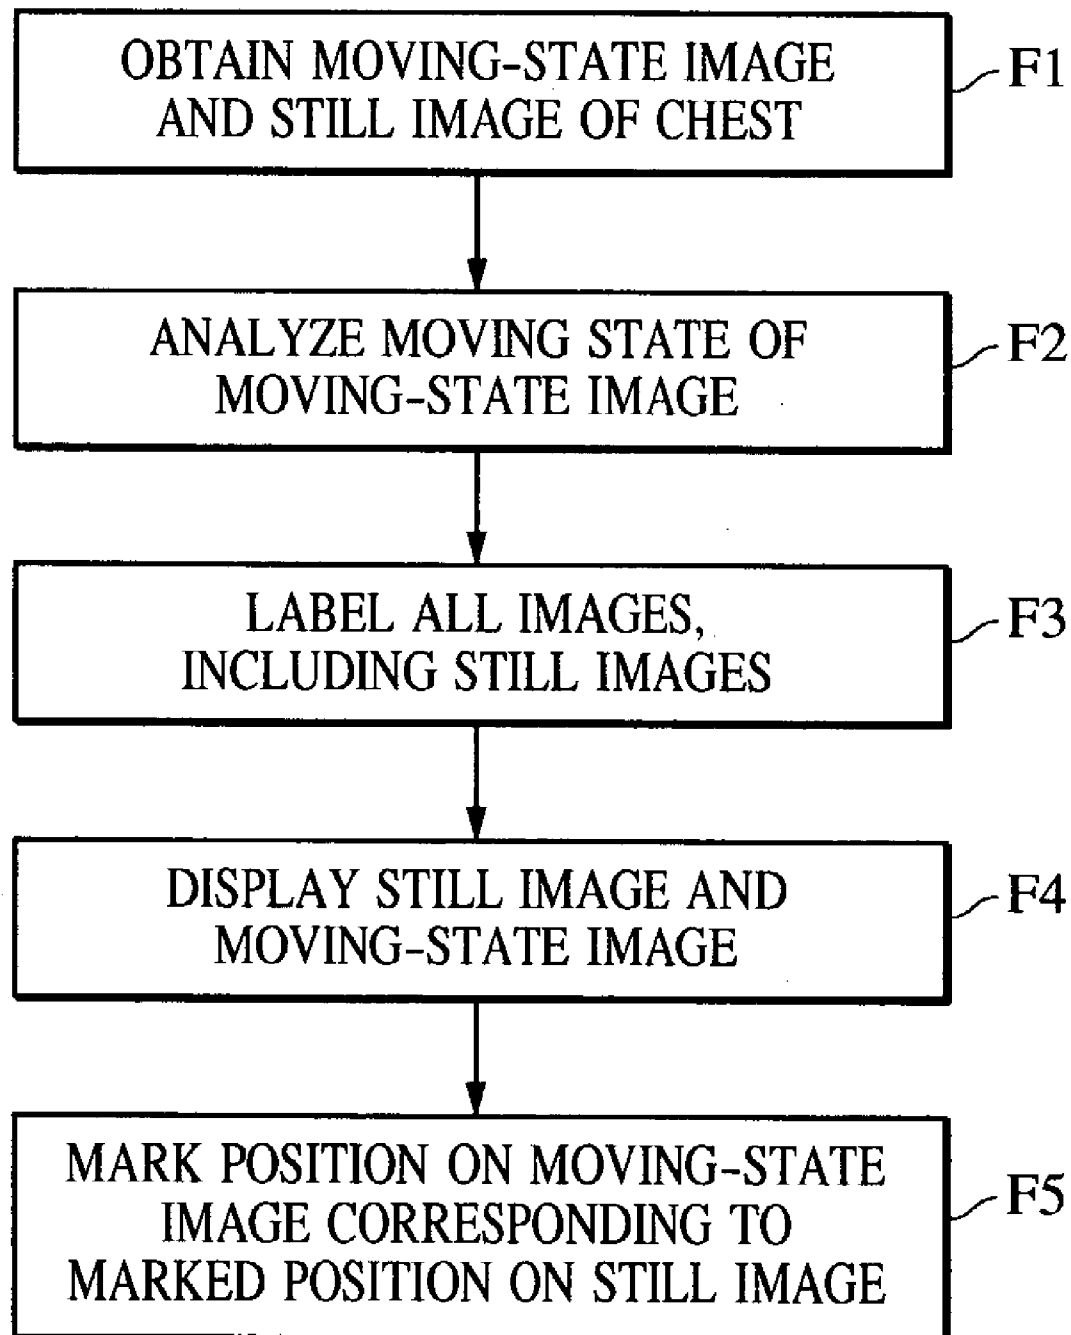 OBTAIN MOVING-STATE IMAGE
AND STILL IMAGE OF CHEST
F1
ANALYZE MOVING STATE OF
MOVING-STATE IMAGE
F2
LABEL ALL IMAGES,
INCLUDING STILL IMAGES
F3
DISPLAY STILL IMAGE AND
MOVING-STATE IMAGE
F4
MARK POSITION ON MOVING-STATE
IMAGE CORRESPONDING TO
MARKED POSITION ON STILL IMAGE
F5